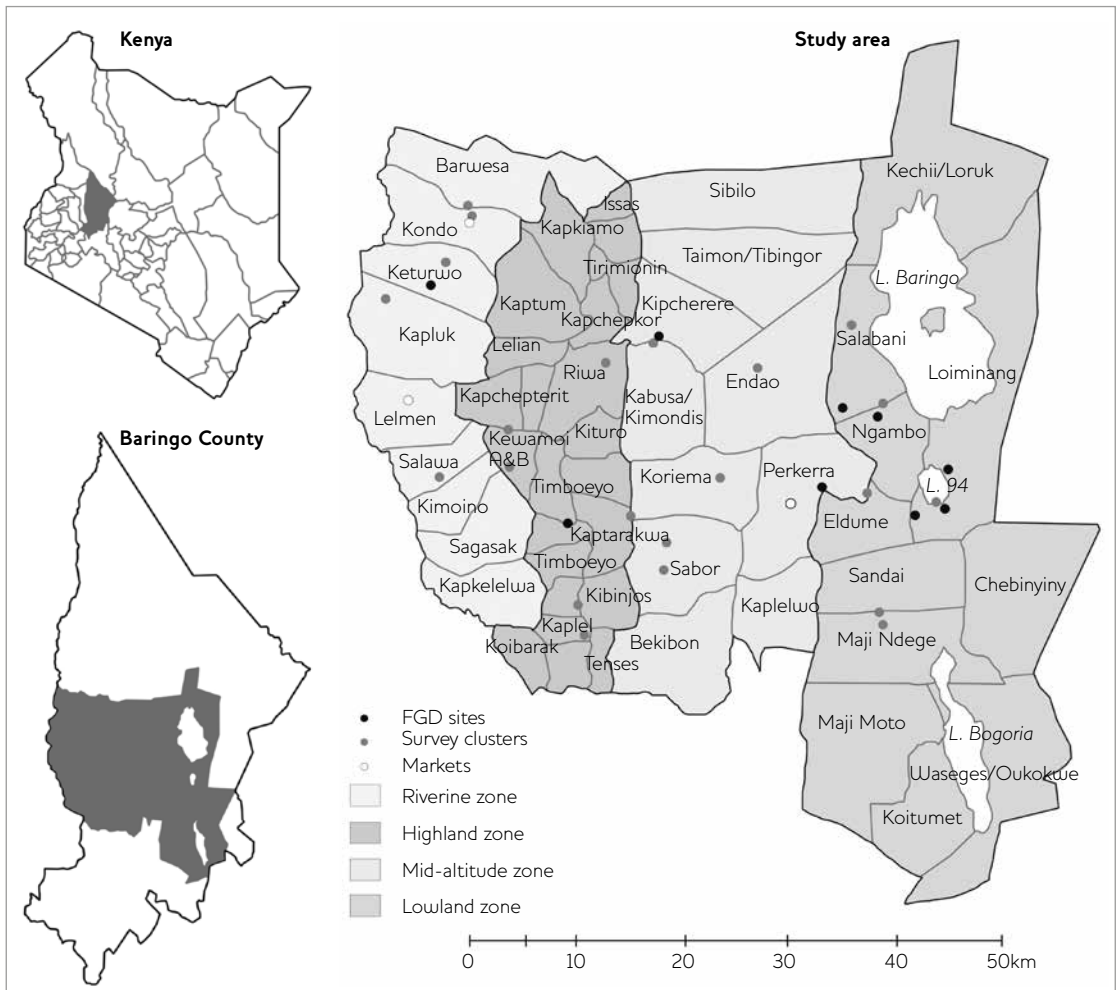 Kenya
Study area
Baringo County
Barwesa
Kechii/Loruk
Sibilo
Issas
Kondo
Kapkiamo
Taimon/Tibingor
Keturwo
Tirimionin
L. Baringo
Kaptum
Kipcherere
Kapchepkor
Kapluk
Salabani
Lelian
Riwa
Endao
Loiminang
Kapchepterit
Kabusa/
Kimondis
Lelmen
Kewamoi
A&B
Kituro
Ngambo
Salawa
Koriema
Perkerra
Timboeyo
L. 94
Kimoino
Eldume
Kaptarakwa
Sagasak
Timboeyo
Sabor
Sandai
Chebinyiny
Kapkelelwa
Kibinjos
Kaplelwo
Kaplel
Maji Ndege
Koibarak
Bekibon
Tenses
Maji Moto
L. Bogoria
Waseges/Oukokwe
Koitumet
FGD sites
Survey clusters
Markets
Riverine zone
Highland zone
Mid-altitude zone
Lowland zone
0 10 20 30 40 50km